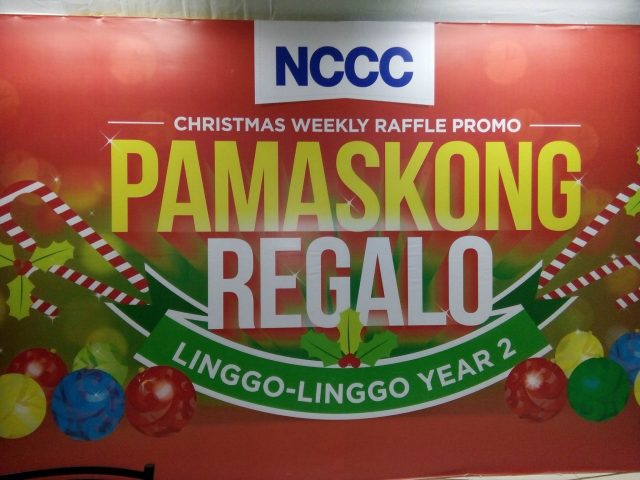 NCCC
CHRISTMAS WEEKLY RAFFLE PROMO
PAMASKONG
REGALO
LINGGO-LINGGO YEAR 2